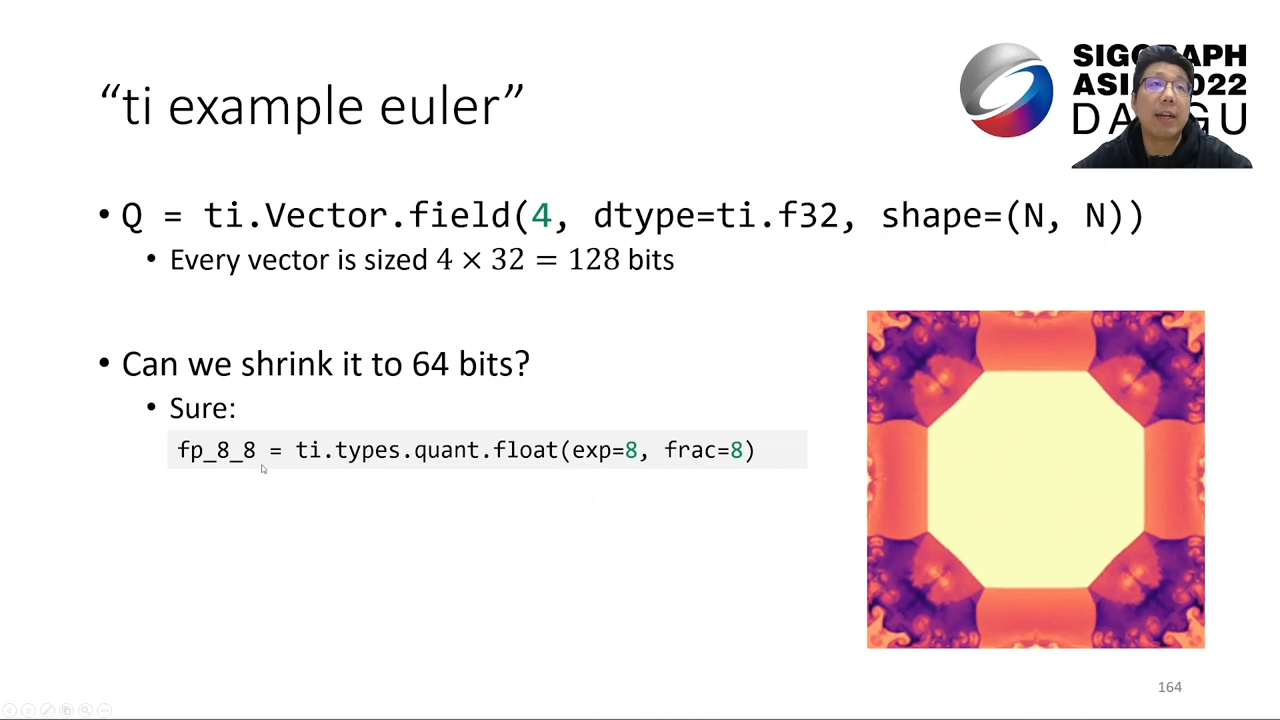 “ti example euler”
SIGGRAPH
ASIA 2022
DAEGU
• Q = ti.Vector.field(4, dtype=ti.f32, shape=(N, N))
• Every vector is sized 4 × 32 = 128 bits
• Can we shrink it to 64 bits?
• Sure:
fp_8_8 = ti.types.quant.float(exp=8, frac=8)
164